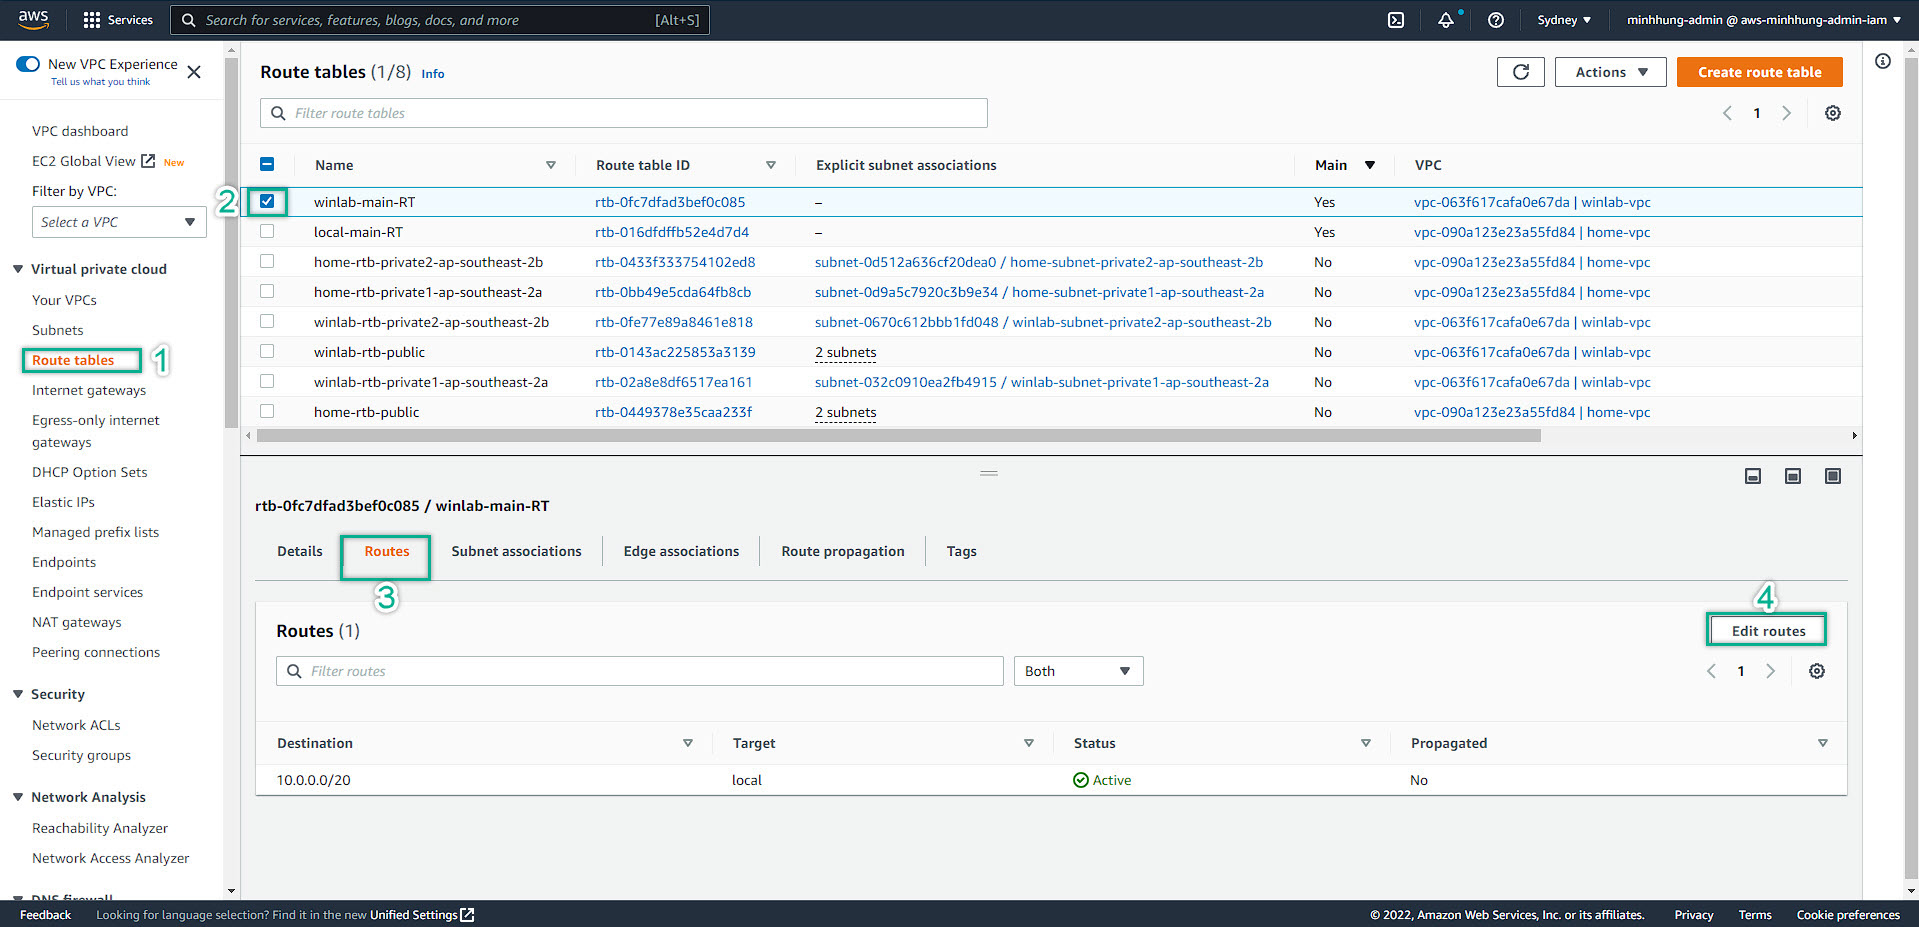 aws Services Search for services, features, blogs, docs, and more [Alt+S] Sydney ▼ minhhung-admin @ aws-minhhung-admin-iam ▼
New VPC Experience
Tell us what you think
VPC dashboard
EC2 Global View New
Filter by VPC:
Select a VPC
Virtual private cloud
Your VPCs
Subnets
Route tables 1
Internet gateways
Egress-only internet
gateways
DHCP Option Sets
Elastic IPs
Managed prefix lists
Endpoints
Endpoint services
NAT gateways
Peering connections
Security
Network ACLs
Security groups
Network Analysis
Reachability Analyzer
Network Access Analyzer
DNS firewall
Route tables (1/8) Info
Actions ▼ Create route table
Filter route tables
1
Name Route table ID Explicit subnet associations Main VPC
2 winlab-main-RT rtb-0fc7dfad3bef0c085 – Yes vpc-063f617cafa0e67da | winlab-vpc
local-main-RT rtb-016dfdffb52e4d7d4 – Yes vpc-090a123e23a55fd84 | home-vpc
home-rtb-private2-ap-southeast-2b rtb-0433f333754102ed8 subnet-0d512a636cf20dea0 / home-subnet-private2-ap-southeast-2b No vpc-090a123e23a55fd84 | home-vpc
home-rtb-private1-ap-southeast-2a rtb-0bb49e5cda64fb8cb subnet-0d9a5c7920c3b9e34 / home-subnet-private1-ap-southeast-2a No vpc-090a123e23a55fd84 | home-vpc
winlab-rtb-private2-ap-southeast-2b rtb-0fe77e89a8461e818 subnet-0670c612bbb1fd048 / winlab-subnet-private2-ap-southeast-2b No vpc-063f617cafa0e67da | winlab-vpc
winlab-rtb-public rtb-0143ac225853a3139 2 subnets No vpc-063f617cafa0e67da | winlab-vpc
winlab-rtb-private1-ap-southeast-2a rtb-02a8e8df6517ea161 subnet-032c0910ea2fb4915 / winlab-subnet-private1-ap-southeast-2a No vpc-063f617cafa0e67da | winlab-vpc
home-rtb-public rtb-0449378e35caa233f 2 subnets No vpc-090a123e23a55fd84 | home-vpc
rtb-0fc7dfad3bef0c085 / winlab-main-RT
Details Routes Subnet associations Edge associations Route propagation Tags
3
4
Routes (1) Edit routes
Filter routes Both 1
Destination Target Status Propagated
10.0.0.0/20 local Active No
Feedback Looking for language selection? Find it in the new Unified Settings © 2022, Amazon Web Services, Inc. or its affiliates. Privacy Terms Cookie preferences